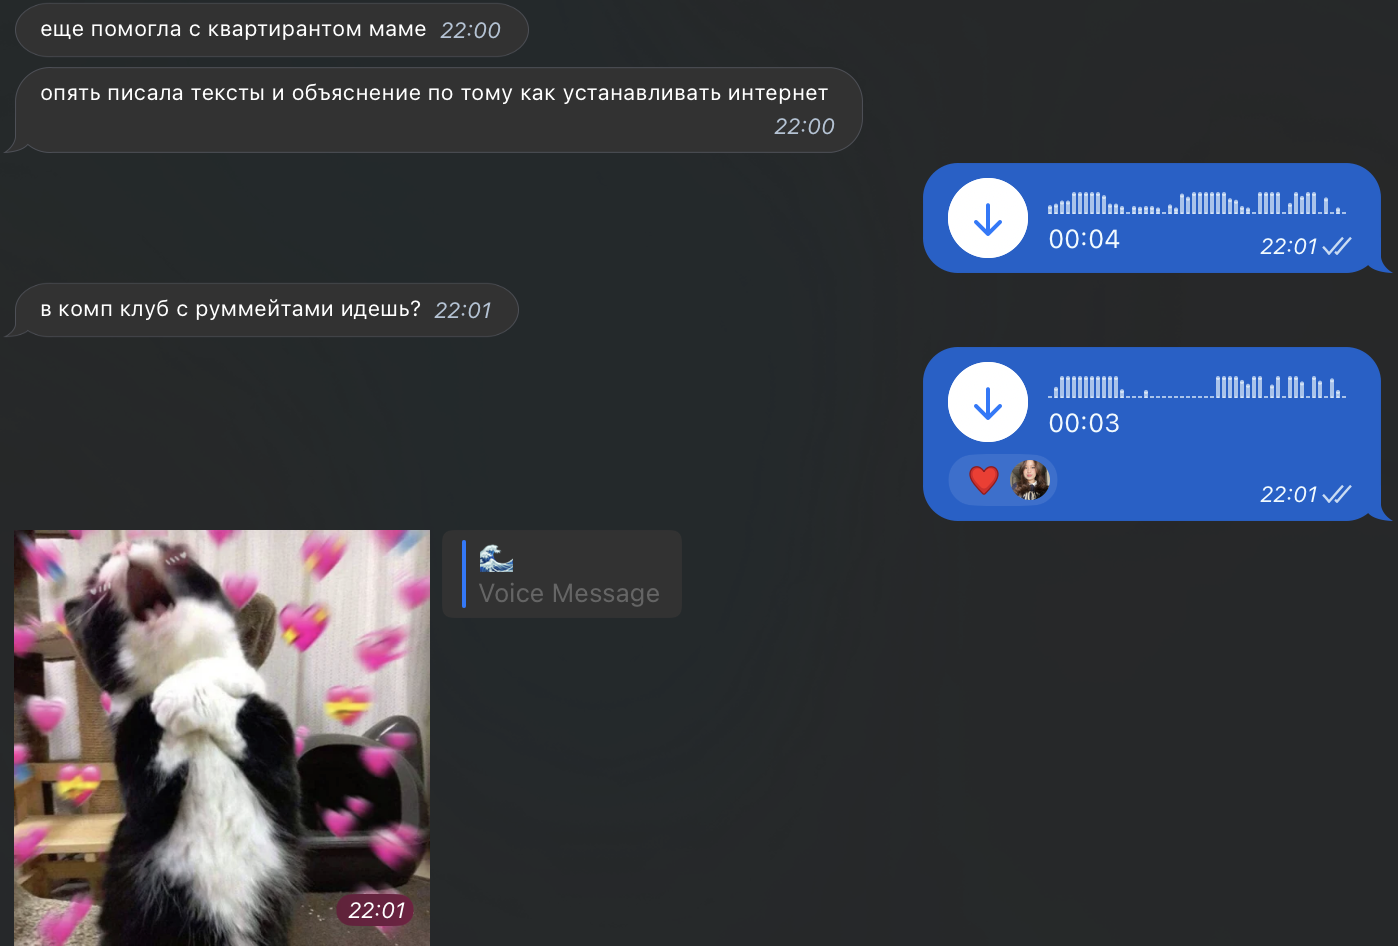 еще помогла с квартирантом маме 22:00
опять писала тексты и объяснение по тому как устанавливать интернет
22:00
00:04
22:01
в комп клуб с руммейтами идешь? 22:01
00:03
22:01
🌊
Voice Message
22:01